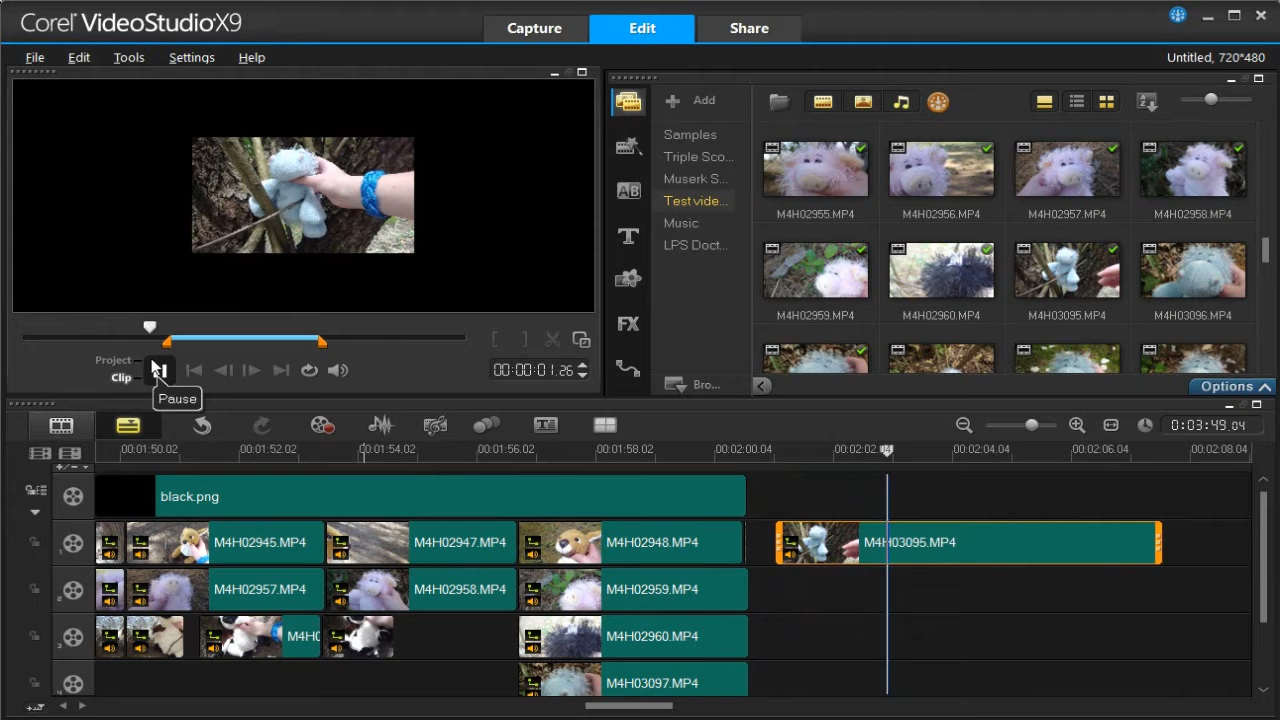 Corel VideoStudio X9
Capture
Edit
Share
File Edit Tools Settings Help
Untitled, 720*480
Project
Clip
Pause
00:00:01.26
Add
Samples
Triple Sco...
Muserk S...
Test vide...
Music
LPS Doct...
Bro...
M4H02955.MP4 M4H02956.MP4 M4H02957.MP4 M4H02958.MP4
M4H02959.MP4 M4H02960.MP4 M4H03095.MP4 M4H03096.MP4
AB
T
FX
Options
0:03:49.04
00:01:50.02 00:01:52.02 00:01:54.02 00:01:56.02 00:01:58.02 00:02:00.04 00:02:02.04 00:02:04.04 00:02:06.04 00:02:08.04
black.png
1 M4H02945.MP4 M4H02947.MP4 M4H02948.MP4 M4H03095.MP4
2 M4H02957.MP4 M4H02958.MP4 M4H02959.MP4
3 M4H0 M4H02960.MP4
4 M4H03097.MP4